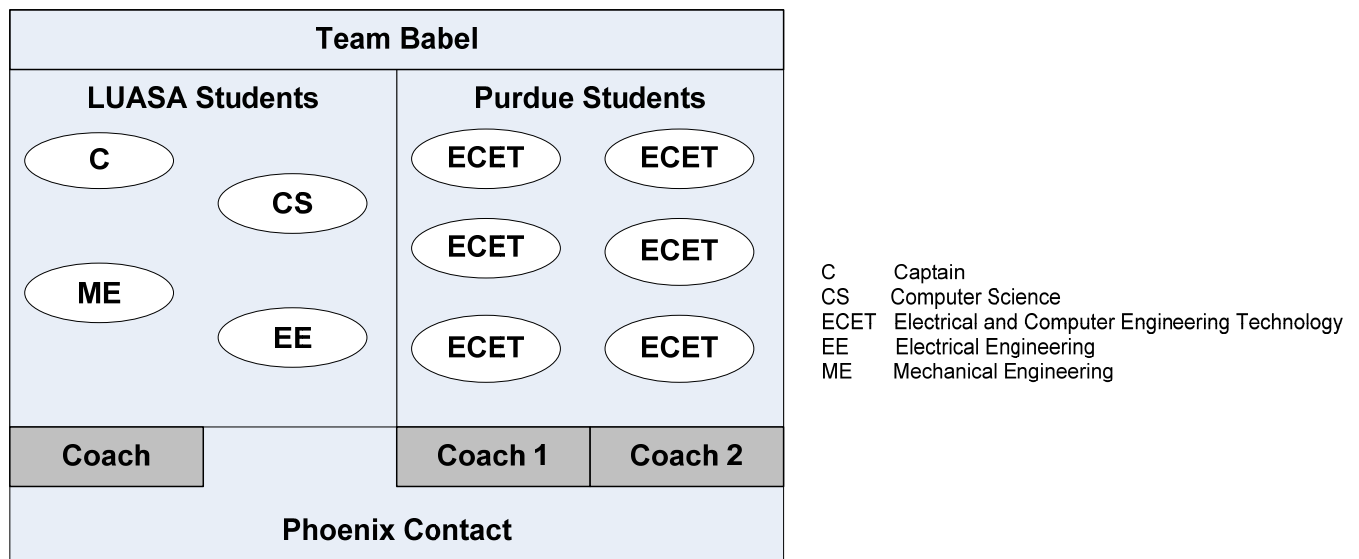 Team Babel
LUASA Students
Purdue Students
C
CS
ME
EE
ECET ECET
ECET ECET
ECET ECET
Coach
Coach 1
Coach 2
Phoenix Contact
C Captain
CS Computer Science
ECET Electrical and Computer Engineering Technology
EE Electrical Engineering
ME Mechanical Engineering